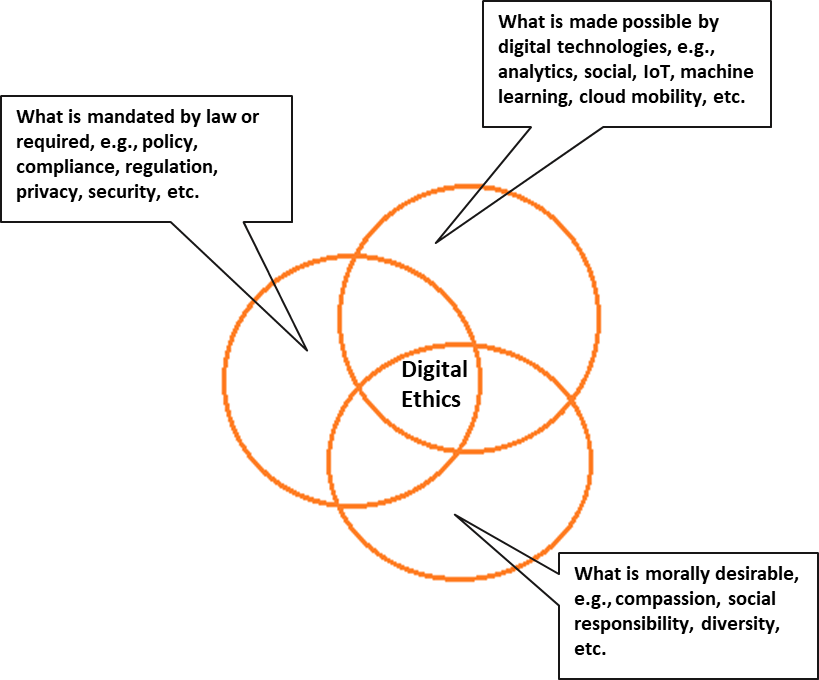 What is made possible by
digital technologies, e.g.,
analytics, social, IoT, machine
learning, cloud mobility, etc.
What is mandated by law or
required, e.g., policy,
compliance, regulation,
privacy, security, etc.
Digital
Ethics
What is morally desirable,
e.g., compassion, social
responsibility, diversity,
etc.